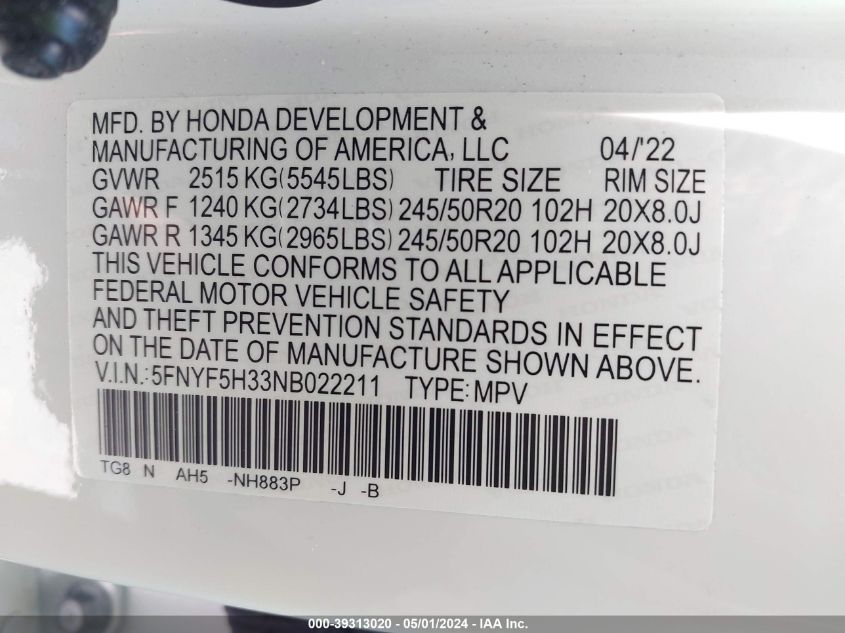 MFD. BY HONDA DEVELOPMENT &
MANUFACTURING OF AMERICA, LLC 04/'22
GVWR 2515 KG(5545LBS) TIRE SIZE RIM SIZE
GAWR F 1240 KG(2734LBS) 245/50R20 102H 20X8.0J
GAWR R 1345 KG(2965LBS) 245/50R20 102H 20X8.0J
THIS VEHICLE CONFORMS TO ALL APPLICABLE
FEDERAL MOTOR VEHICLE SAFETY
AND THEFT PREVENTION STANDARDS IN EFFECT
ON THE DATE OF MANUFACTURE SHOWN ABOVE.
V.I.N.: 5FNYF5H33NB022211 TYPE: MPV
TG8 N AH5 -NH883P -J -B
000-39313020 - 05/01/2024 - IAA Inc.